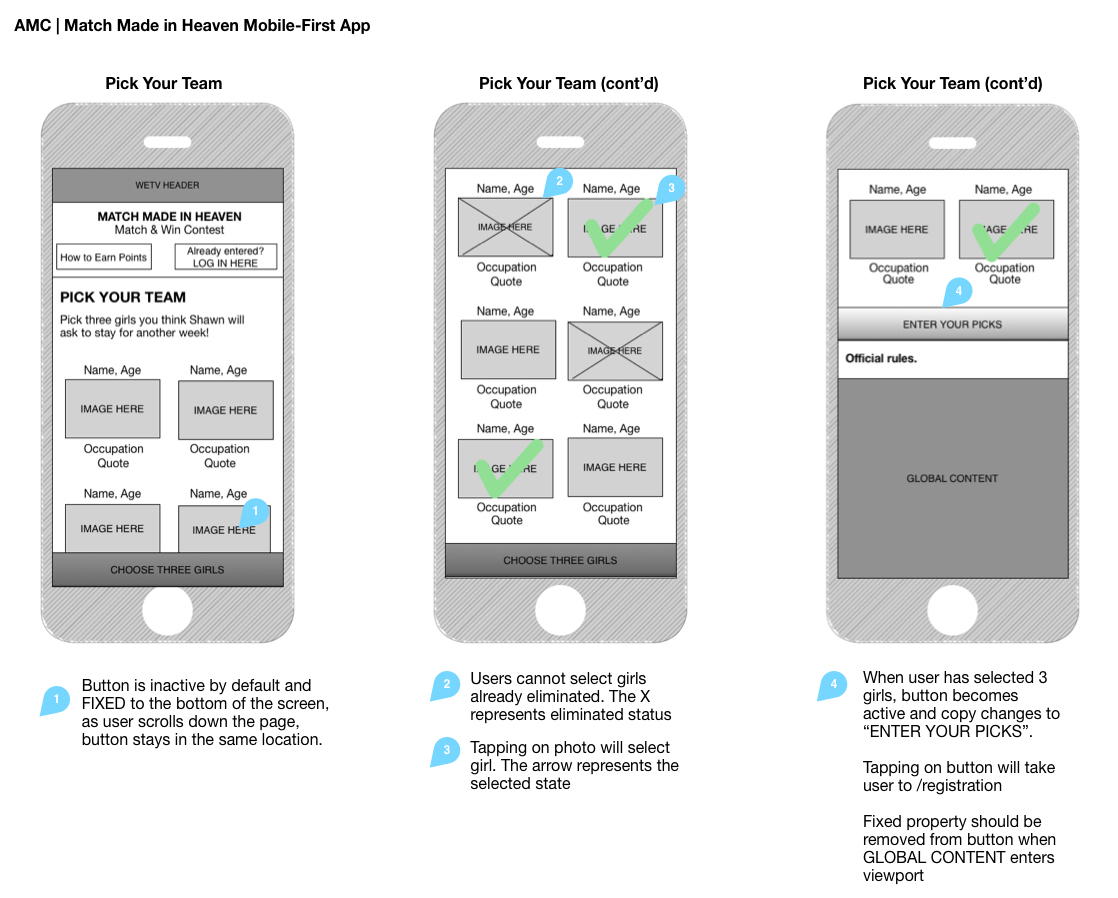 AMC | Match Made in Heaven Mobile-First App
Pick Your Team
WETV HEADER
MATCH MADE IN HEAVEN
Match & Win Contest
How to Earn Points
Already entered?
LOG IN HERE
PICK YOUR TEAM
Pick three girls you think Shawn will
ask to stay for another week!
Name, Age
Name, Age
IMAGE HERE
IMAGE HERE
Occupation
Quote
Occupation
Quote
Name, Age
Name, Age
1
IMAGE HERE
IMAGE HERE
CHOOSE THREE GIRLS
1
Button is inactive by default and
FIXED to the bottom of the screen,
as user scrolls down the page,
button stays in the same location.
Pick Your Team (cont’d)
Name, Age
2
Name, Age
3
IMAGE HERE
IMAGE HERE
Occupation
Quote
Occupation
Quote
Name, Age
Name, Age
IMAGE HERE
IMAGE HERE
Occupation
Quote
Occupation
Quote
Name, Age
Name, Age
IMAGE HERE
IMAGE HERE
Occupation
Quote
Occupation
Quote
CHOOSE THREE GIRLS
2
Users cannot select girls
already eliminated. The X
represents eliminated status
3
Tapping on photo will select
girl. The arrow represents the
selected state
Pick Your Team (cont’d)
Name, Age
Name, Age
IMAGE HERE
IMAGE HERE
Occupation
Quote
Occupation
Quote
4
ENTER YOUR PICKS
Official rules.
GLOBAL CONTENT
4
When user has selected 3
girls, button becomes
active and copy changes to
“ENTER YOUR PICKS”.
Tapping on button will take
user to /registration
Fixed property should be
removed from button when
GLOBAL CONTENT enters
viewport